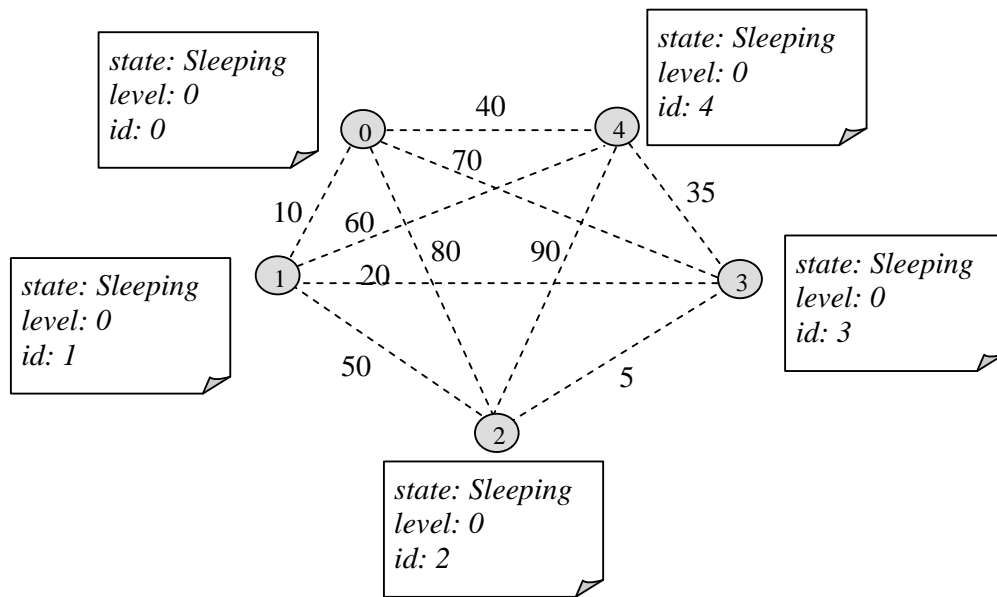 state: Sleeping
level: 0
id: 0
state: Sleeping
level: 0
id: 4
40
0
4
70
35
10
60
80
90
state: Sleeping
level: 0
id: 1
1
20
3
state: Sleeping
level: 0
id: 3
50
5
2
state: Sleeping
level: 0
id: 2